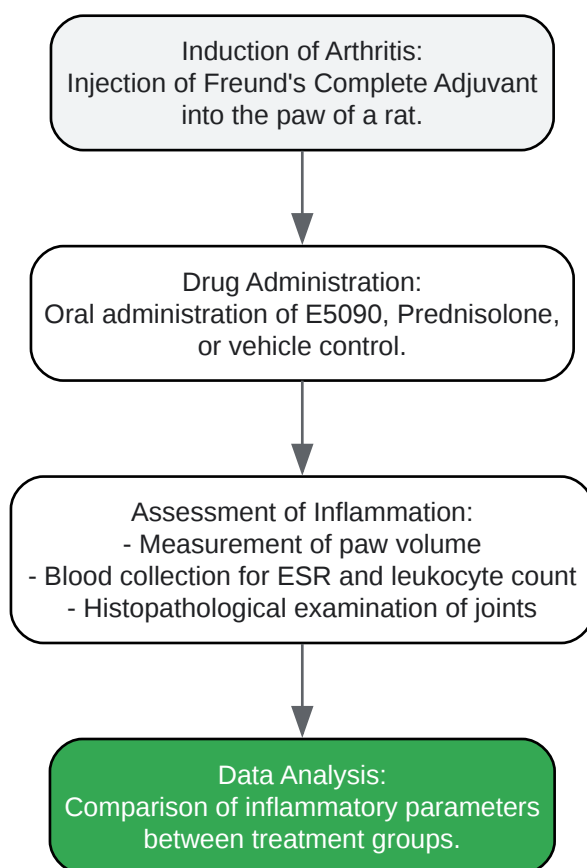 Induction of Arthritis:
Injection of Freund's Complete Adjuvant
into the paw of a rat.
Drug Administration:
Oral administration of E5090, Prednisolone,
or vehicle control.
Assessment of Inflammation:
- Measurement of paw volume
- Blood collection for ESR and leukocyte count
- Histopathological examination of joints
Data Analysis:
Comparison of inflammatory parameters
between treatment groups.